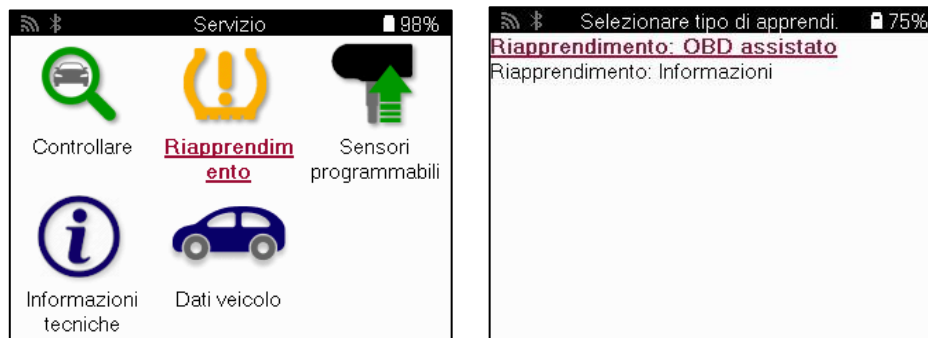 Servizio 98%
Controllare
Riapprendim
ento
Sensori
programmabili
Informazioni
tecniche
Dati veicolo
Selezionare tipo di apprendi. 75%
Riapprendimento: OBD assistato
Riapprendimento: Informazioni